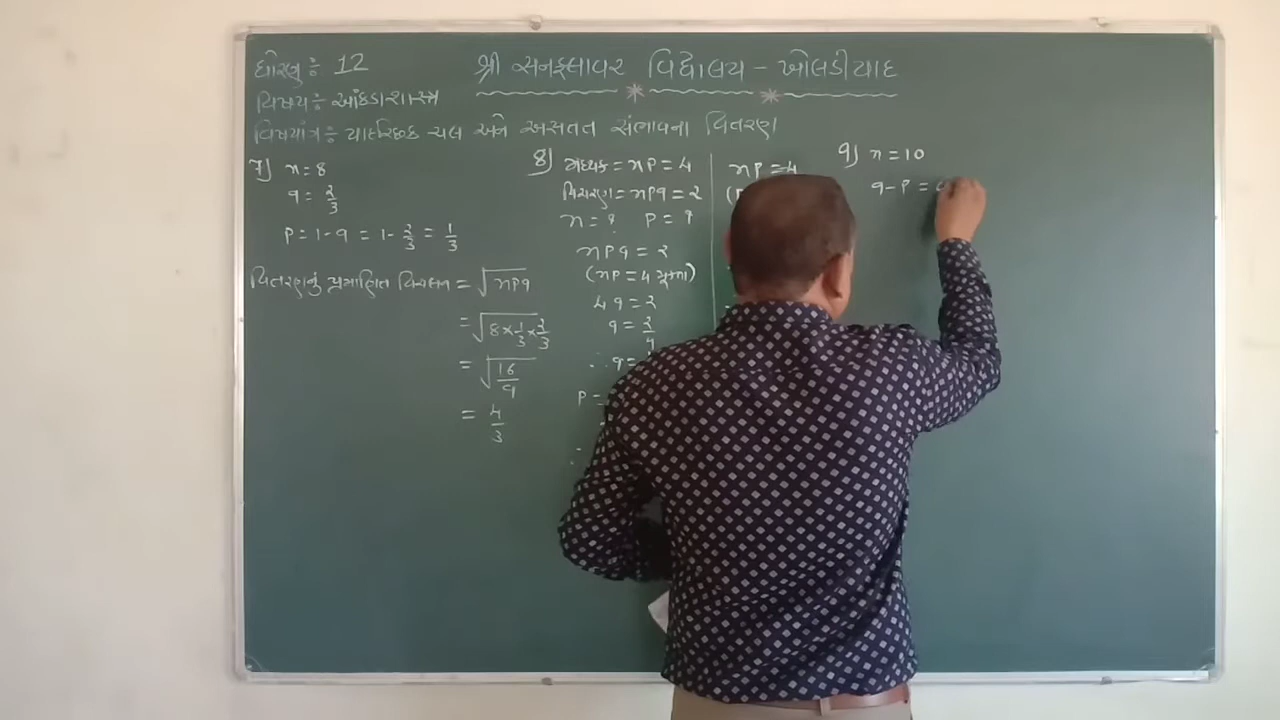 ધોરણ ÷ 12
શ્રી સનફલાવર વિદ્યાલય - ખોલડીયાદ
વિષય ÷ આંકડાશાસ્ત્ર
વિષયાંગ ÷ યાદચ્છિક ચલ અને અસતત સંભાવના વિતરણ
7) n = 8
q = 2/3
P = 1 - q = 1 - 2/3 = 1/3
વિતરણનું પ્રમાણિત વિચલન = √npq
= √8 × 1/3 × 2/3
= √16/9
= 4/3
8) મધ્યક = nP = 4
વિચરણ = nPq = 2
n = ? P = ?
nPq = 2
(nP = 4 મૂકતા)
4q = 2
q = 2/4
∴ q =
P =
nP = 4
9) n = 10
q - P =